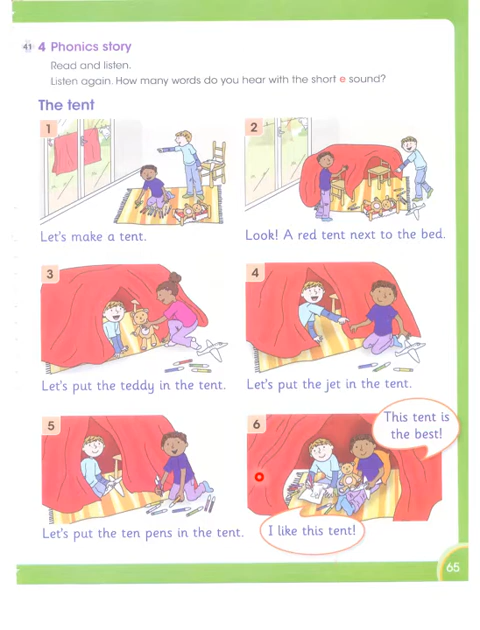 41 4 Phonics story
Read and listen.
Listen again. How many words do you hear with the short e sound?
The tent
1
2
Let's make a tent.
Look! A red tent next to the bed.
3
4
Let's put the teddy in the tent.
Let's put the jet in the tent.
5
6
This tent is
the best!
Let's put the ten pens in the tent.
I like this tent!
65